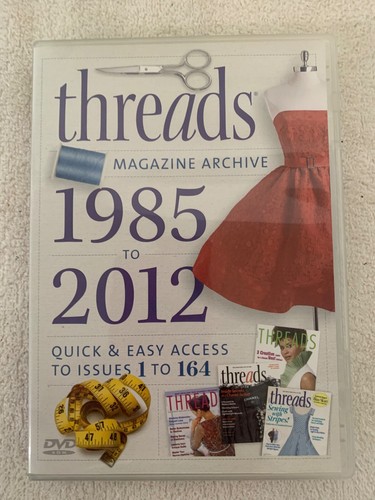 threads®
MAGAZINE ARCHIVE
1985
TO
2012
QUICK & EASY ACCESS
TO ISSUES 1 TO 164
THREADS
threads
THREADS
threads
Sewing
with
Stripes!
DVD
ROM